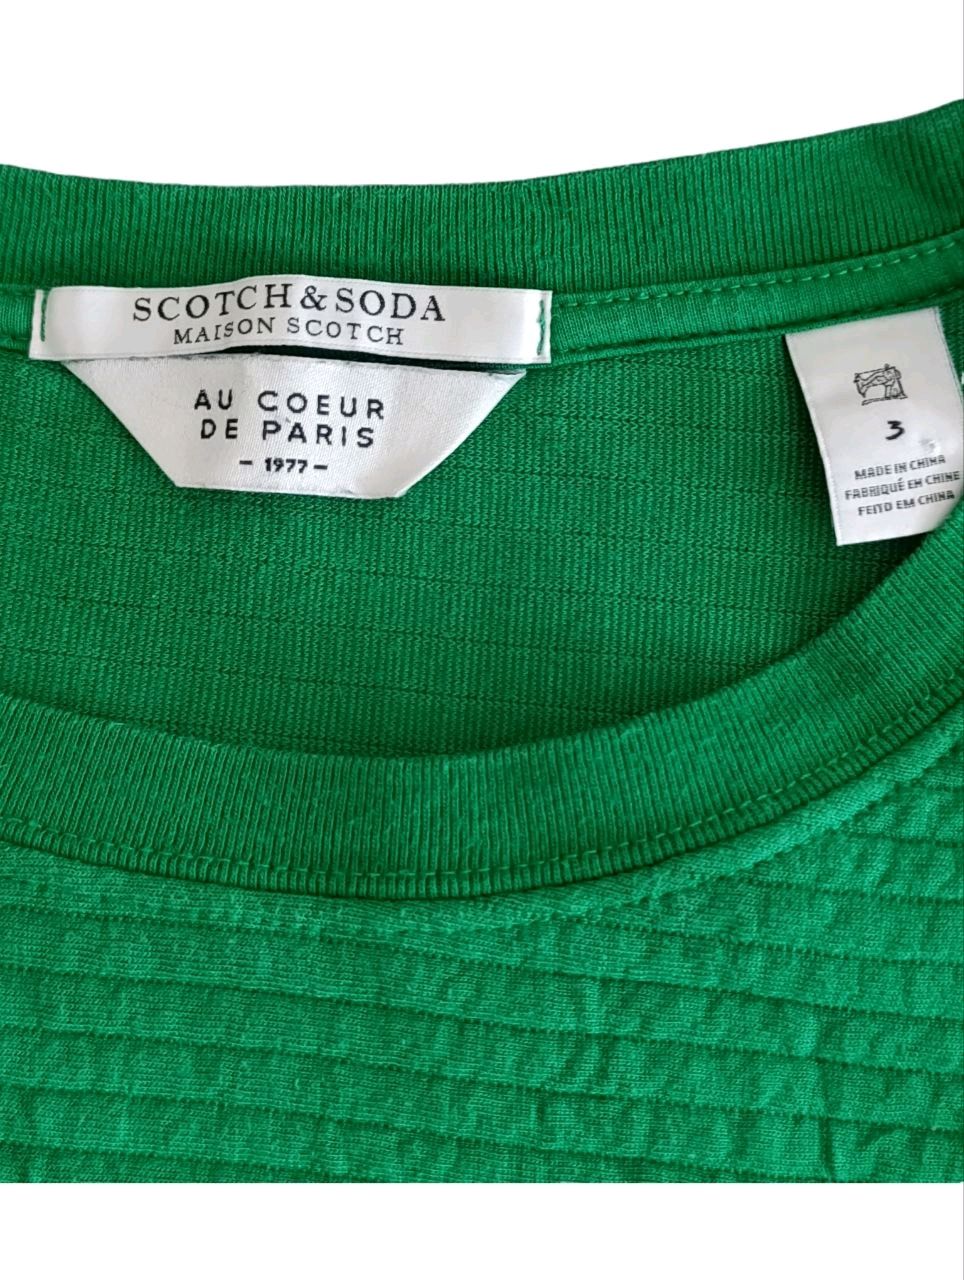 SCOTCH & SODA
MAISON SCOTCH
AU COEUR
DE PARIS
- 1977 -
3
MADE IN CHINA
FABRIQUÉ EN CHINE
FEITO EM CHINA